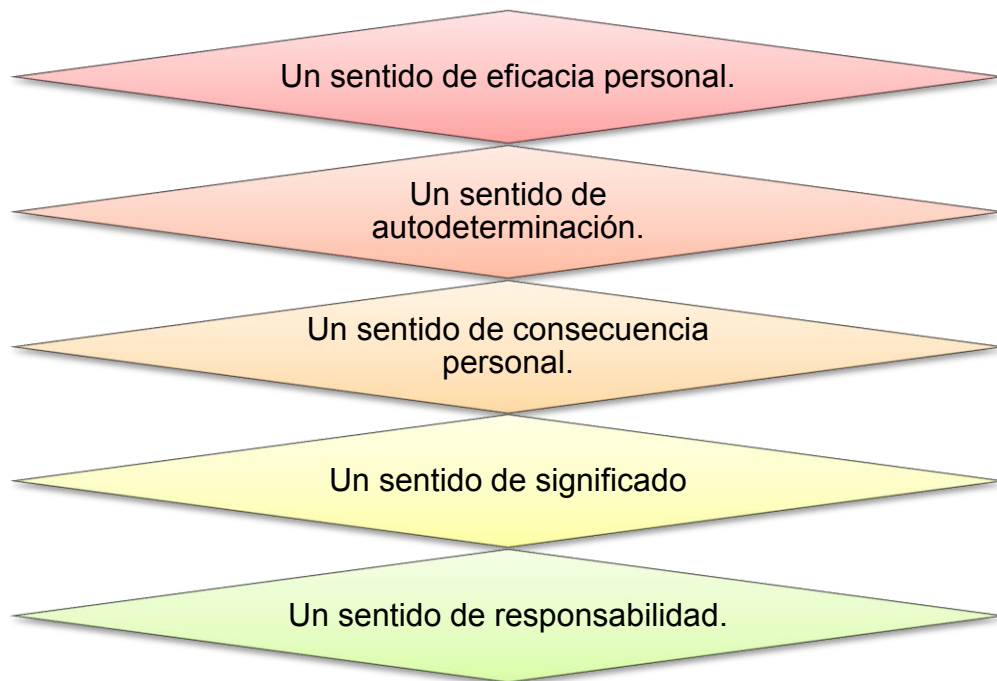 Un sentido de eficacia personal.
Un sentido de
autodeterminación.
Un sentido de consecuencia
personal.
Un sentido de significado
Un sentido de responsabilidad.